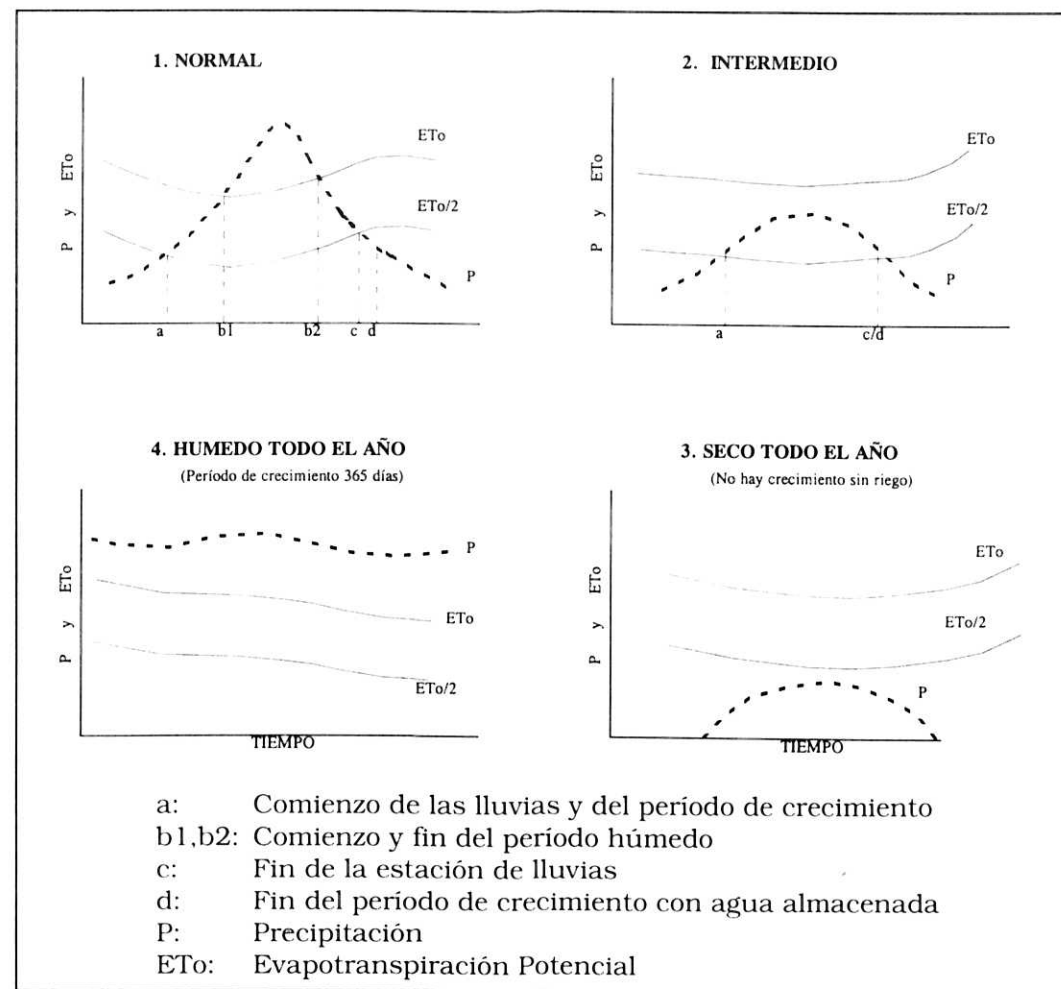 1. NORMAL
ETo
ETo/2
P
P y ETo
a b1 b2 c d
2. INTERMEDIO
ETo
ETo/2
P
P y ETo
a c/d
4. HUMEDO TODO EL AÑO
(Período de crecimiento 365 días)
P
ETo
ETo/2
P y ETo
TIEMPO
3. SECO TODO EL AÑO
(No hay crecimiento sin riego)
ETo
ETo/2
P
P y ETo
TIEMPO
a: Comienzo de las lluvias y del período de crecimiento
b1,b2: Comienzo y fin del período húmedo
c: Fin de la estación de lluvias
d: Fin del período de crecimiento con agua almacenada
P: Precipitación
ETo: Evapotranspiración Potencial